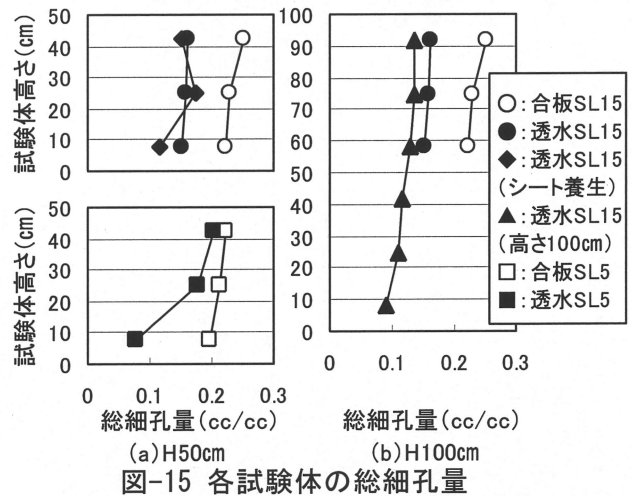 試験体高さ(cm)
50
40
30
20
10
0
試験体高さ(cm)
50
40
30
20
10
0
0
0.1
0.2
0.3
総細孔量(cc/cc)
(a)H50cm
100
90
80
70
60
50
40
30
20
10
0
0
0.1
0.2
0.3
総細孔量(cc/cc)
(b)H100cm
○:合板SL15
●:透水SL15
◆:透水SL15
(シート養生)
▲:透水SL15
(高さ100cm)
□:合板SL5
■:透水SL5
図-15 各試験体の総細孔量